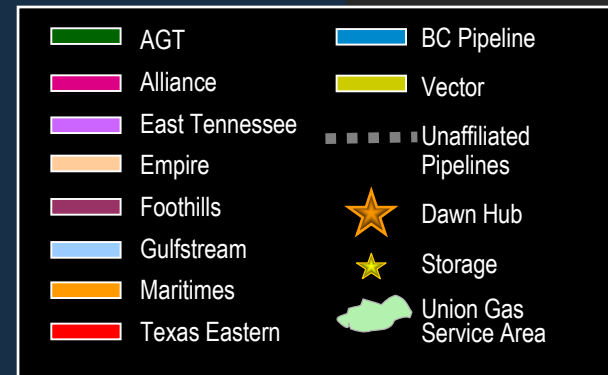 AGT
Alliance
East Tennessee
Empire
Foothills
Gulfstream
Maritimes
Texas Eastern
BC Pipeline
Vector
Unaffiliated
Pipelines
Dawn Hub
Storage
Union Gas
Service Area